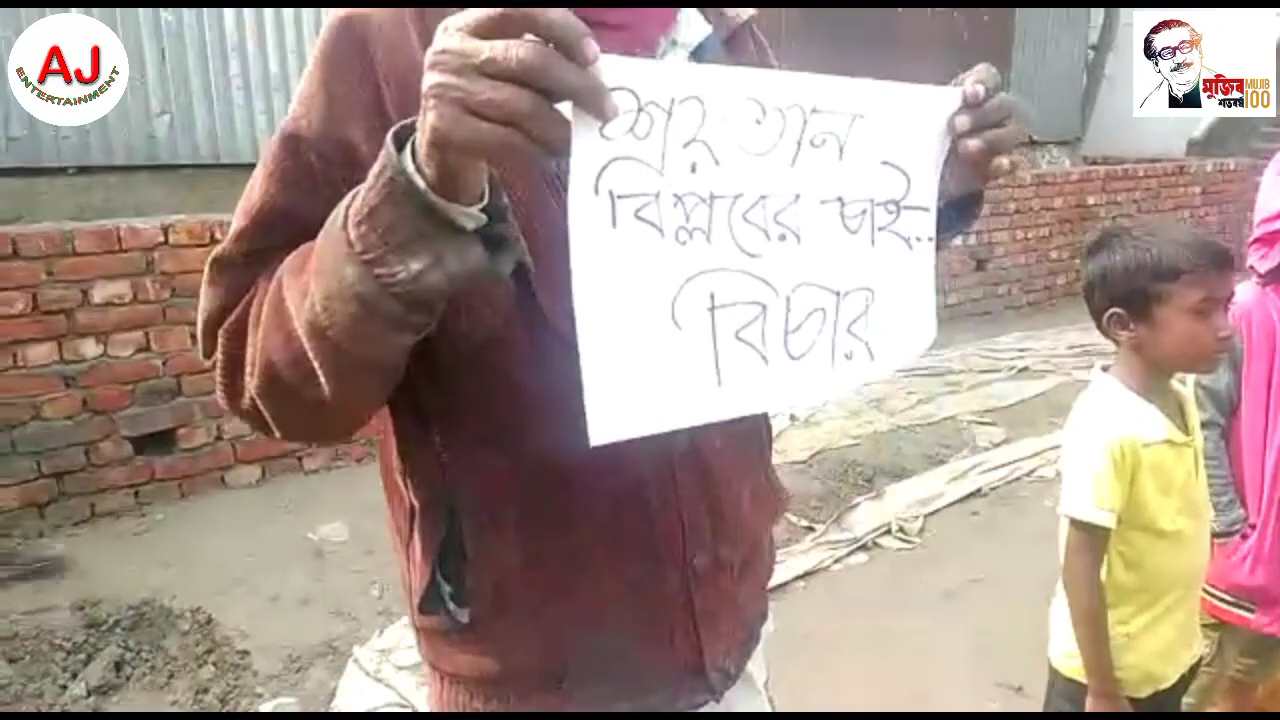 AJ
ENTERTAINMENT
মুজিব MUJIB
শতবর্ষ 100
শয়তান
বিপ্লবের চাই..
বিচার